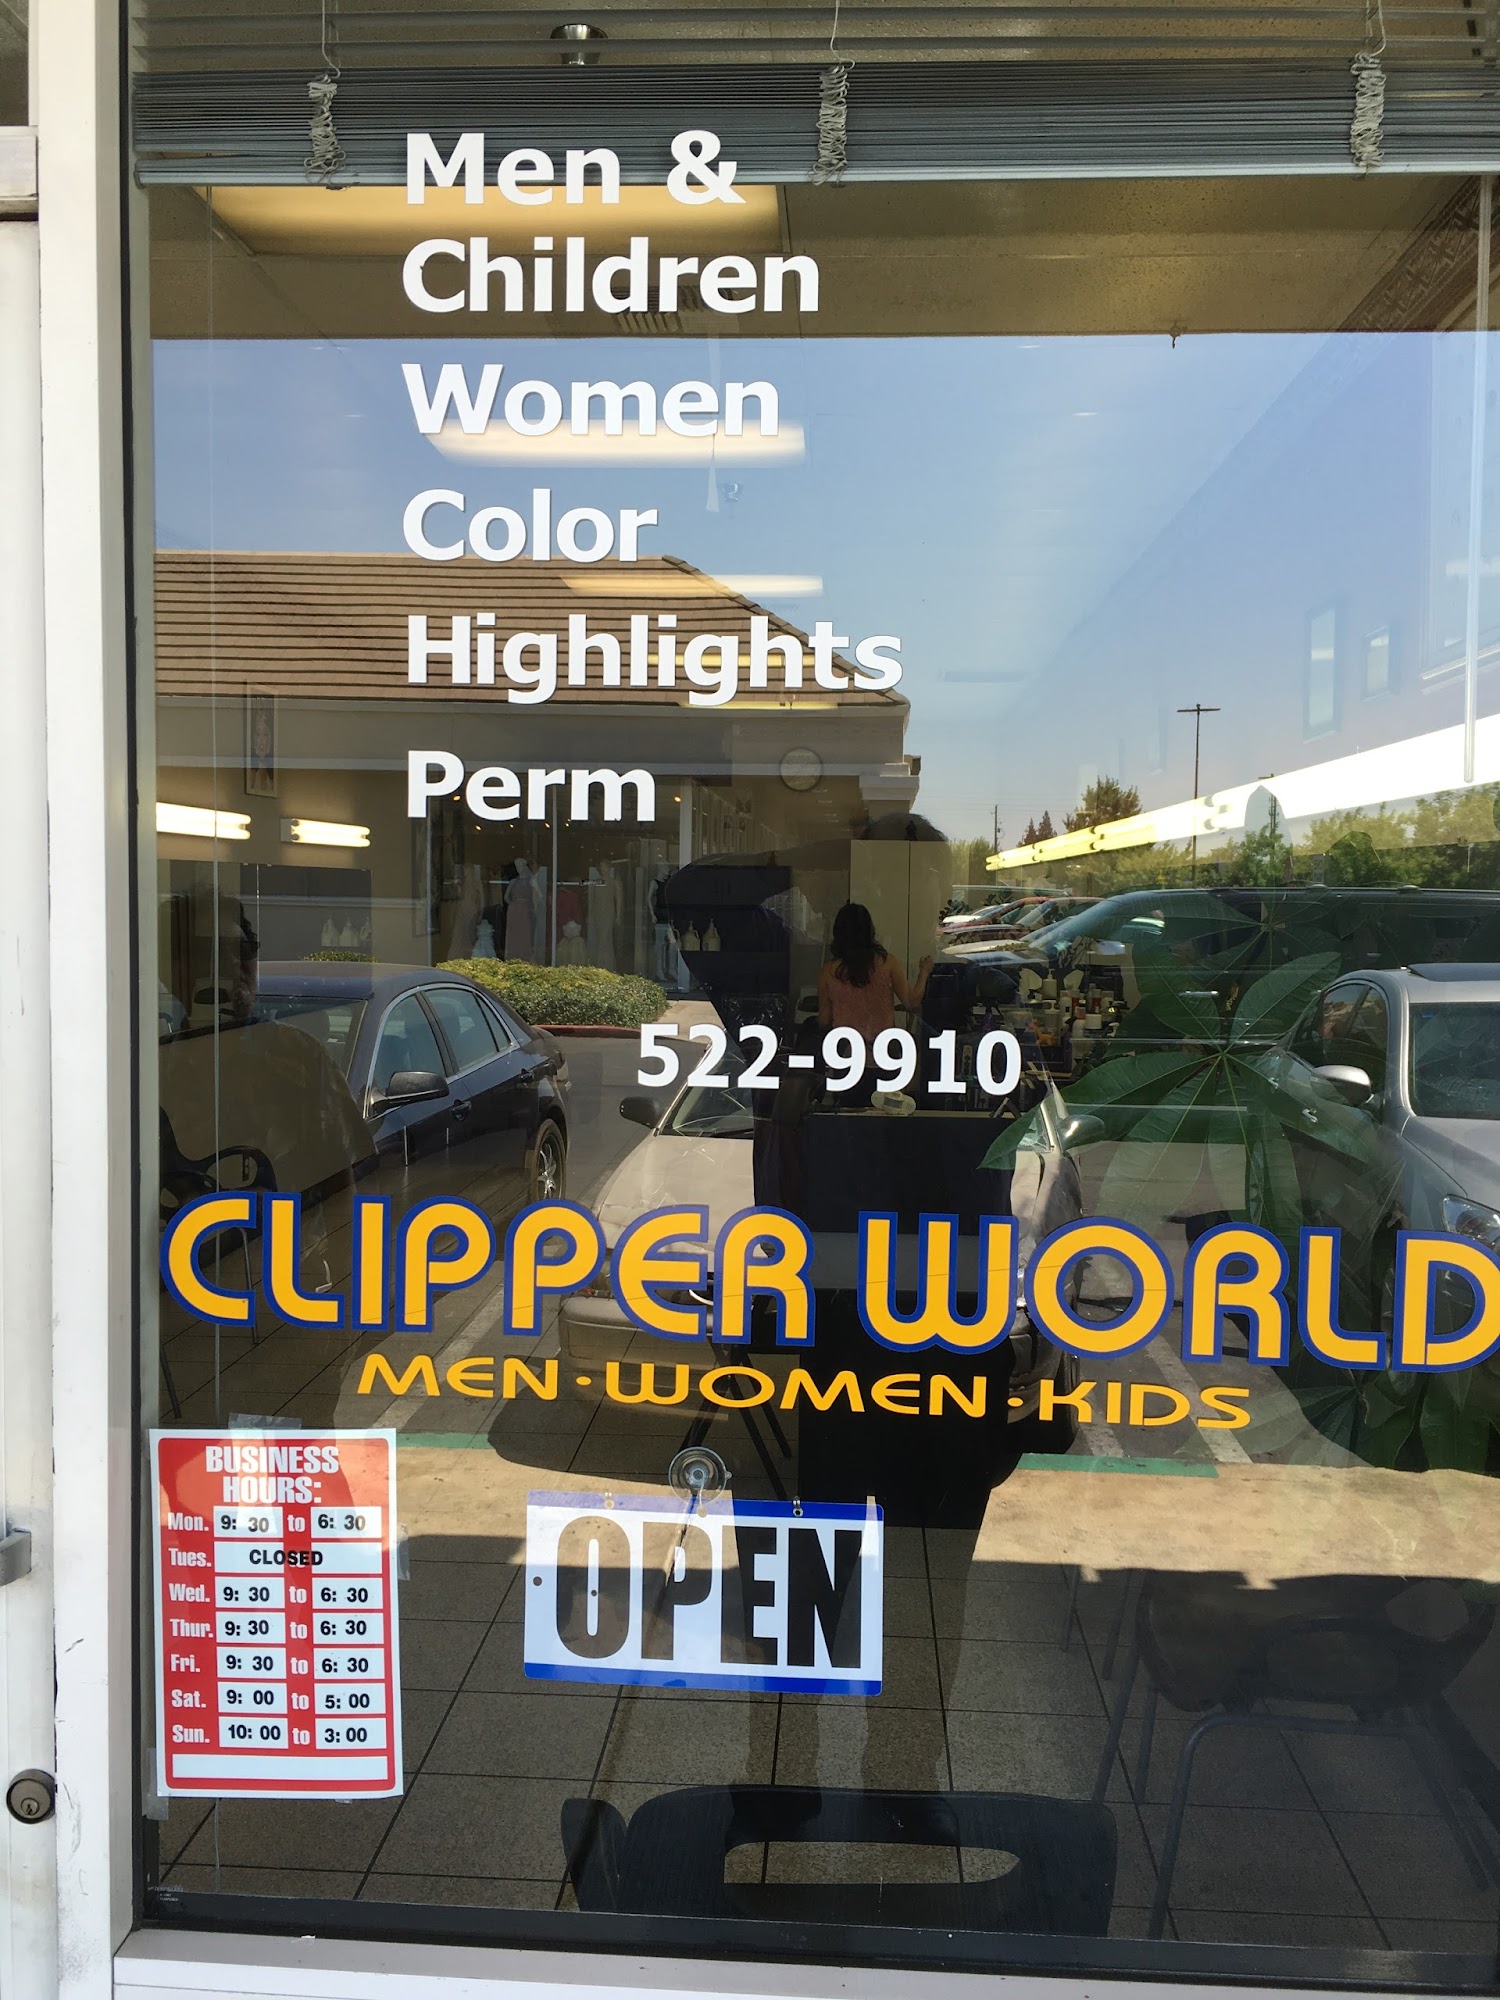 Men &
Children
Women
Color
Highlights
Perm
522-9910
CLIPPER WORLD
MEN · WOMEN · KIDS
BUSINESS
HOURS:
Mon. 9: 30 to 6: 30
Tues. CLOSED
Wed. 9: 30 to 6: 30
Thur. 9: 30 to 6: 30
Fri. 9: 30 to 6: 30
Sat. 9: 00 to 5: 00
Sun. 10: 00 to 3: 00
OPEN